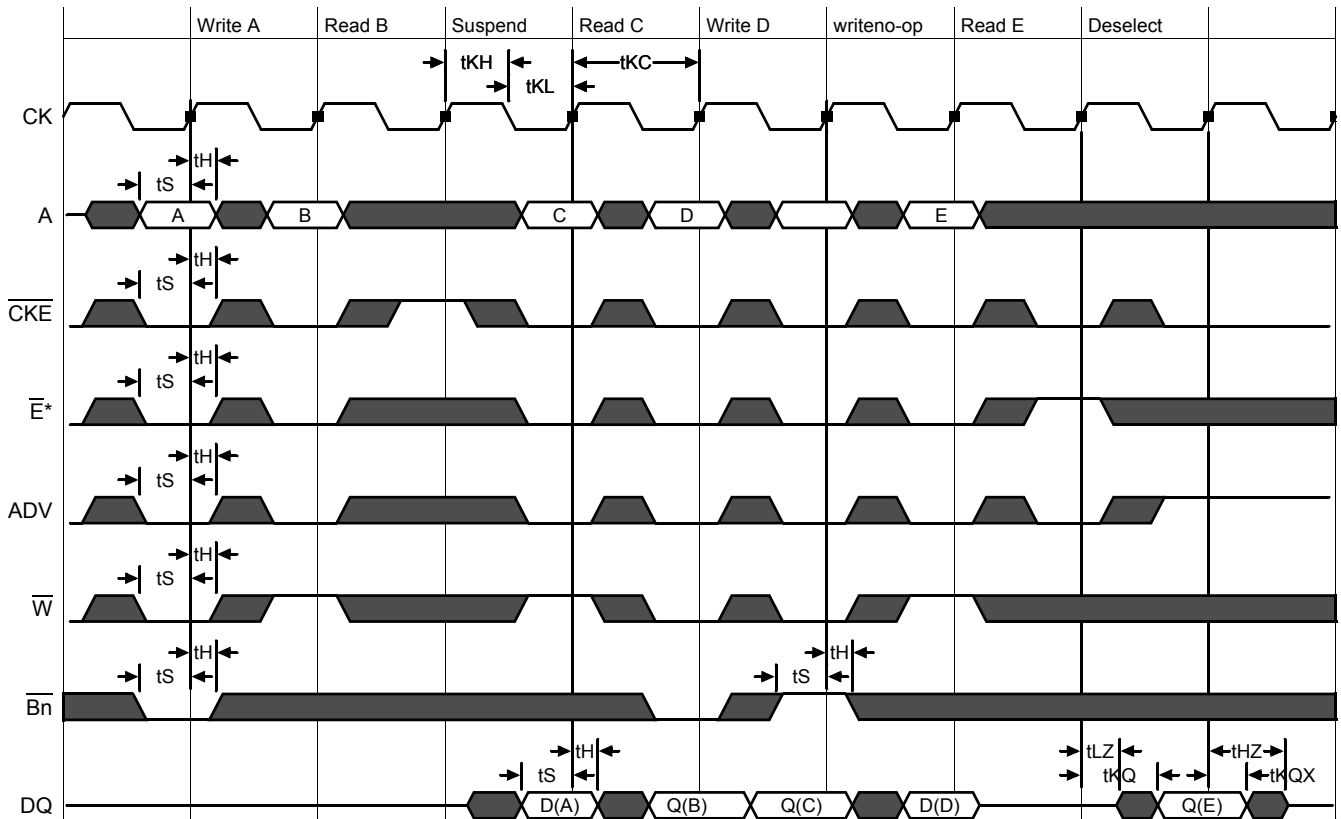 Write A Read B Suspend Read C Write D writeno-op Read E Deselect
tKH tKC
tKL
CK
tH
tS
A A B C D E
tH
tS
CKE
tH
tS
E*
tH
tS
ADV
tH
tS
W
tH tH
tS tS
Bn
tH tLZ tHZ
tS tKQ tKQX
DQ D(A) Q(B) Q(C) D(D) Q(E)